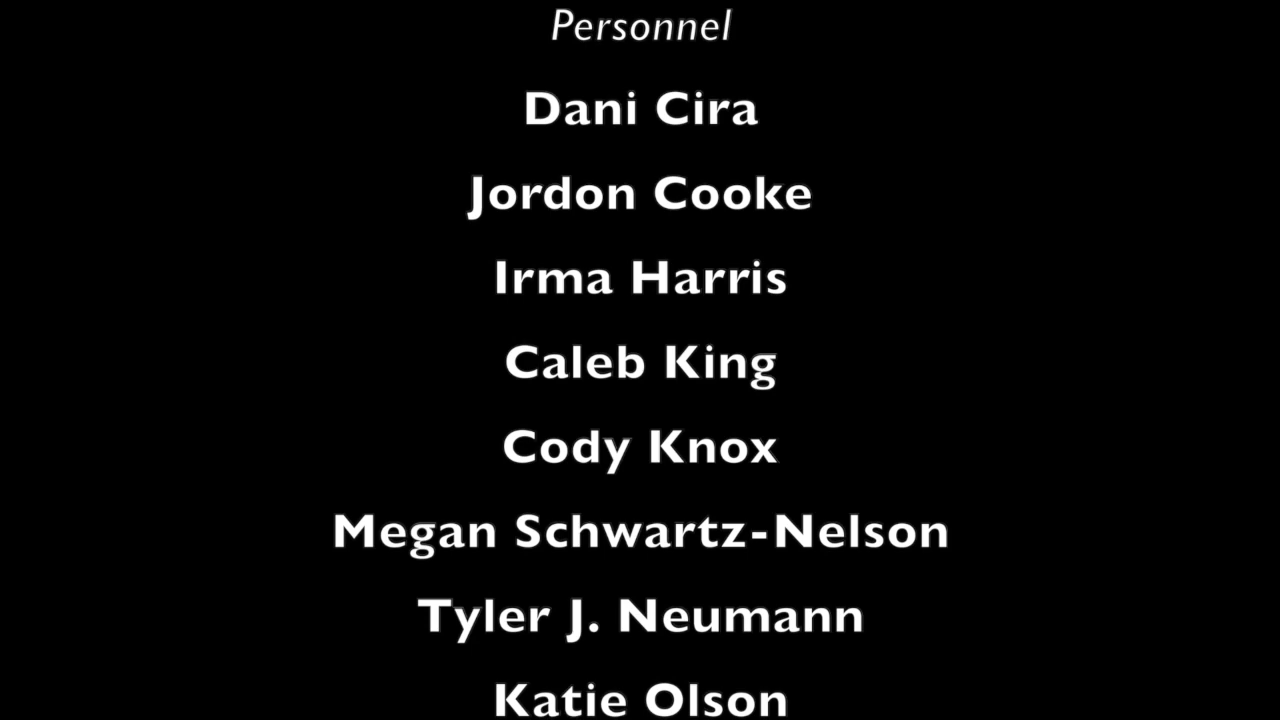 Personnel
Dani Cira
Jordon Cooke
Irma Harris
Caleb King
Cody Knox
Megan Schwartz-Nelson
Tyler J. Neumann
Katie Olson